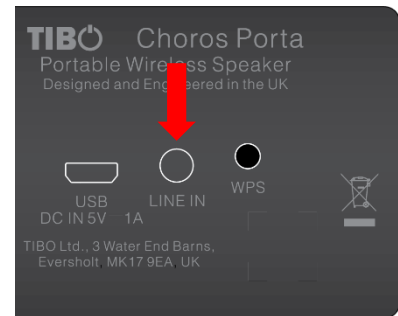 TIBO Choros Porta
Portable Wireless Speaker
Designed and Engineered in the UK
USB LINE IN WPS
DC IN 5V 1A
TIBO Ltd., 3 Water End Barns,
Eversholt, MK17 9EA, UK